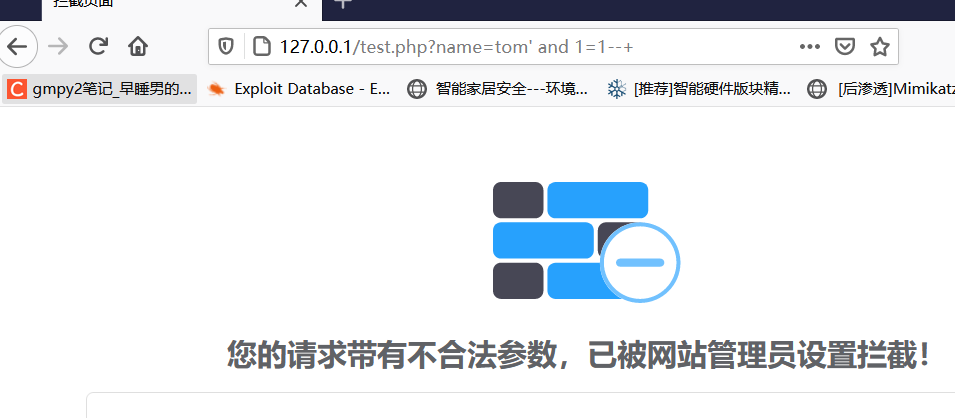 拦截页面
127.0.0.1/test.php?name=tom' and 1=1--+
gmpy2笔记_早睡男的... Exploit Database - E... 智能家居安全---环境... [推荐]智能硬件版块精... [后渗透]Mimikatz
您的请求带有不合法参数，已被网站管理员设置拦截！